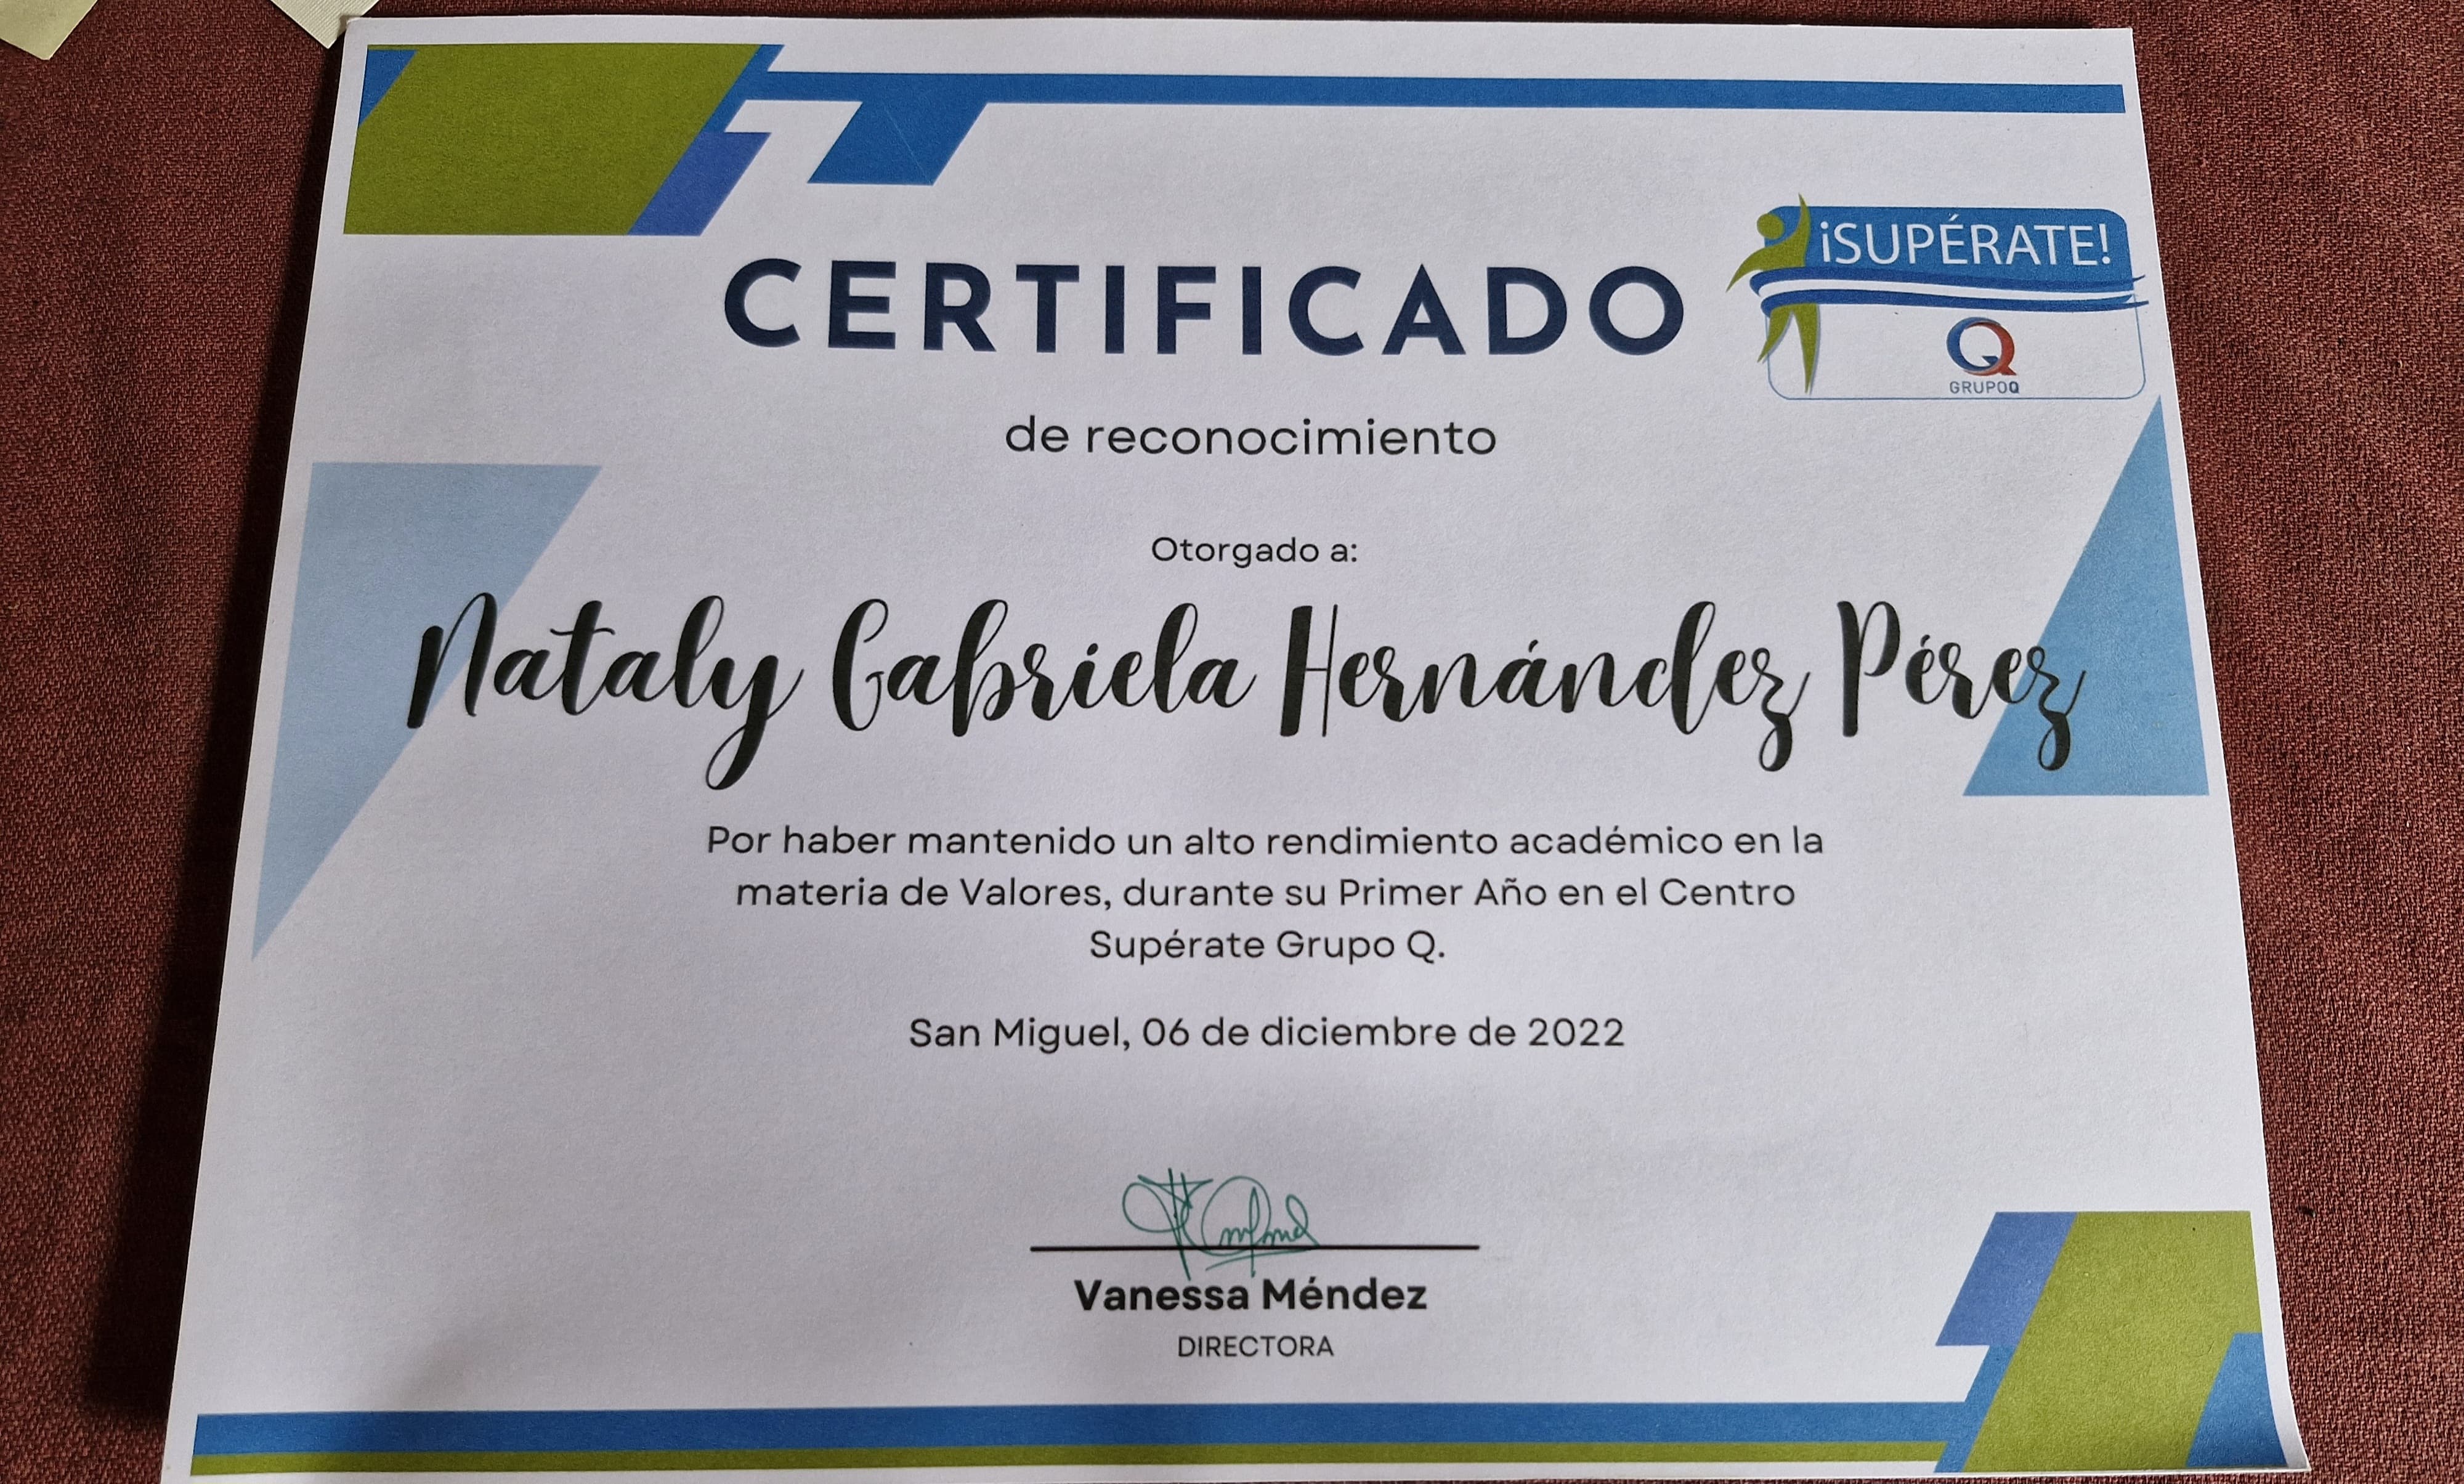 ¡SUPÉRATE!
GRUPOQ
CERTIFICADO
de reconocimiento
Otorgado a:
Nataly Gabriela Hernández Pérez
Por haber mantenido un alto rendimiento académico en la
materia de Valores, durante su Primer Año en el Centro
Supérate Grupo Q.
San Miguel, 06 de diciembre de 2022
Vanessa Méndez
DIRECTORA